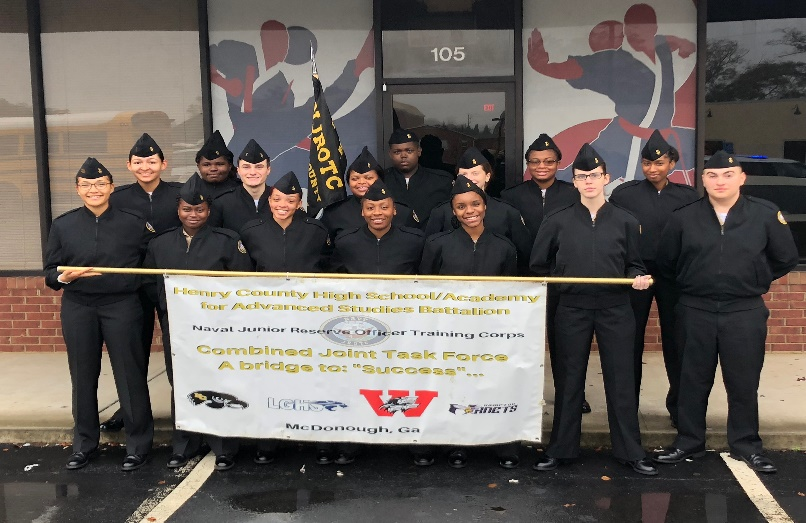 105
EXIT
NJROTC
Henry County High School/Academy
for Advanced Studies Battalion
Naval Junior Reserve Officer Training Corps
Combined Joint Task Force
A bridge to: "Success"...
LGHS
W
McDonough, Ga